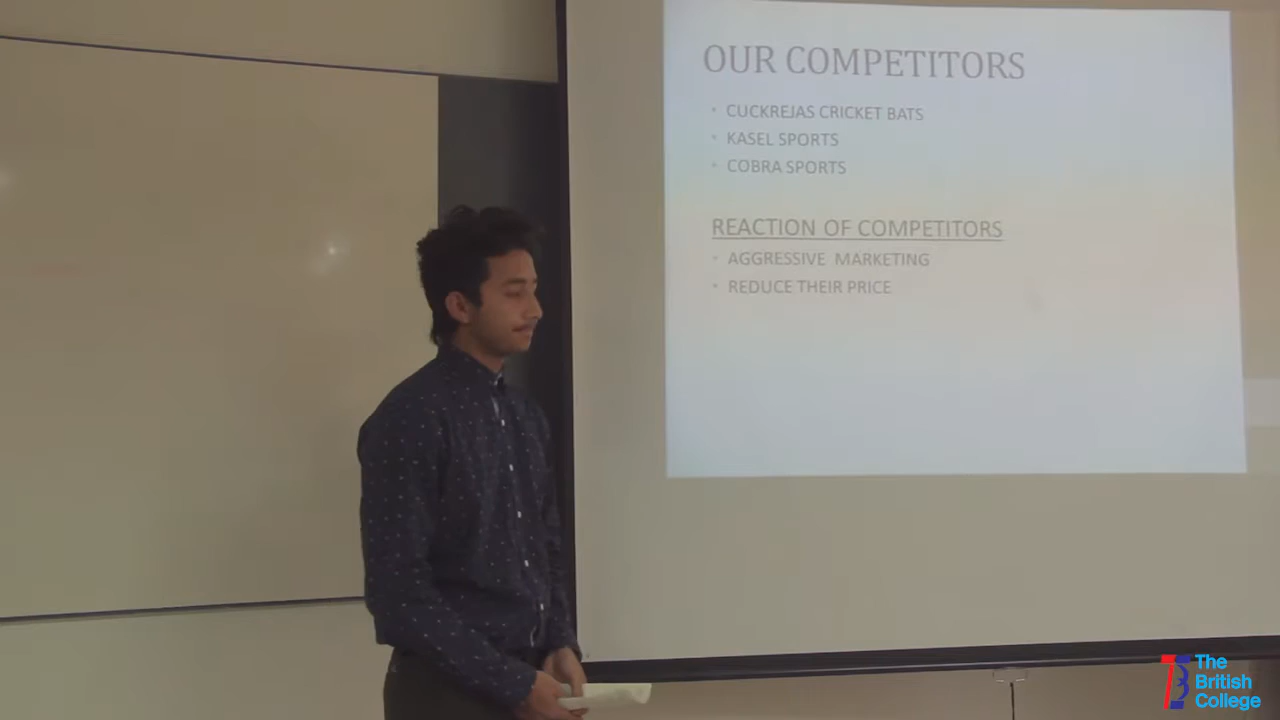 OUR COMPETITORS
• CUCKREJAS CRICKET BATS
• KASEL SPORTS
• COBRA SPORTS
REACTION OF COMPETITORS
• AGGRESSIVE MARKETING
• REDUCE THEIR PRICE
The
British
College